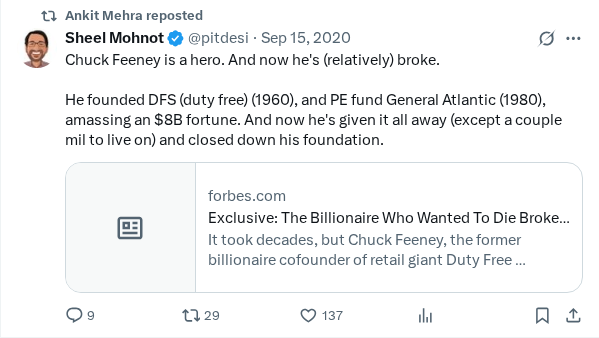 Ankit Mehra reposted
Sheel Mohnot @pitdesi · Sep 15, 2020
Chuck Feeney is a hero. And now he's (relatively) broke.
He founded DFS (duty free) (1960), and PE fund General Atlantic (1980),
amassing an $8B fortune. And now he's given it all away (except a couple
mil to live on) and closed down his foundation.
forbes.com
Exclusive: The Billionaire Who Wanted To Die Broke...
It took decades, but Chuck Feeney, the former
billionaire cofounder of retail giant Duty Free ...
9 29 137